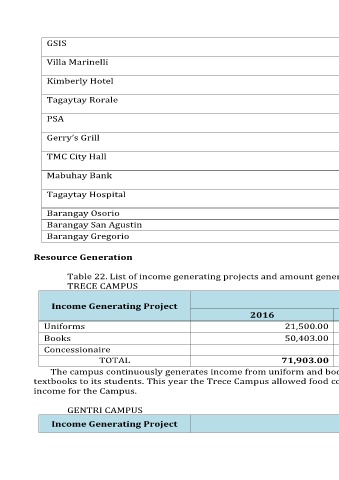 GSIS
Villa Marinelli
Kimberly Hotel
Tagaytay Rorale
PSA
Gerry's Grill
TMC City Hall
Mabuhay Bank
Tagaytay Hospital
Barangay Osorio
Barangay San Agustin
Barangay Gregorio
Resource Generation
Table 22. List of income generating projects and amount gener
TRECE CAMPUS
Income Generating Project
2016
Uniforms 21,500.00
Books 50,403.00
Concessionaire
TOTAL 71,903.00
The campus continuously generates income from uniform and boo
textbooks to its students. This year the Trece Campus allowed food co
income for the Campus.
GENTRI CAMPUS
Income Generating Project